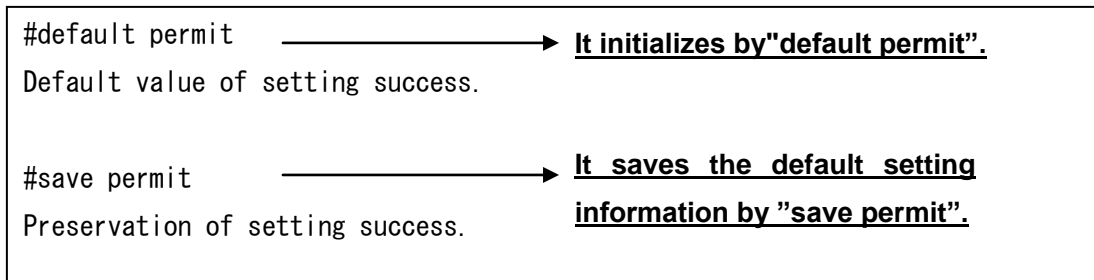 #default permit
It initializes by"default permit”.
Default value of setting success.
#save permit
It saves the default setting
information by ”save permit”.
Preservation of setting success.